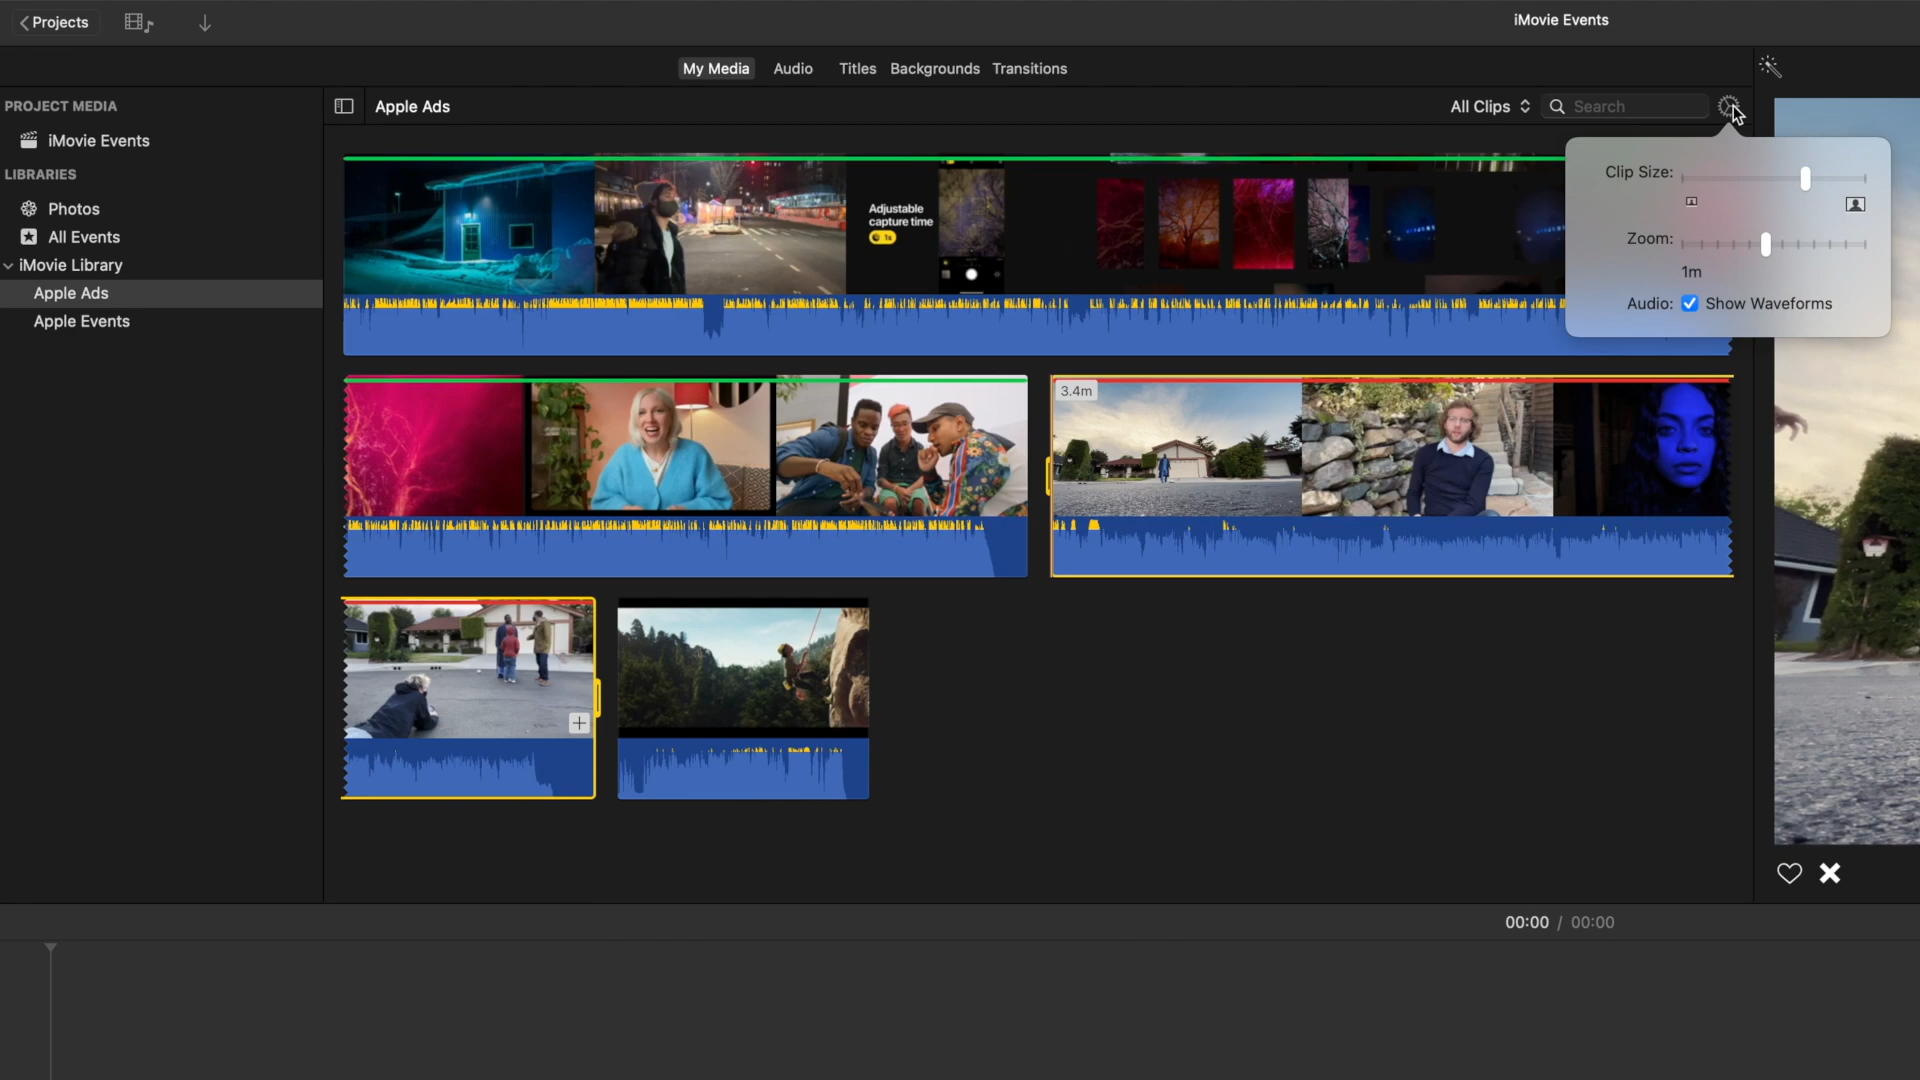 Projects
iMovie Events
My Media
Audio
Titles
Backgrounds
Transitions
PROJECT MEDIA
iMovie Events
LIBRARIES
Photos
All Events
iMovie Library
Apple Ads
Apple Events
Apple Ads
All Clips
Search
Clip Size:
Zoom:
1m
Audio: Show Waveforms
Adjustable
capture time
1s
3.4m
00:00 / 00:00